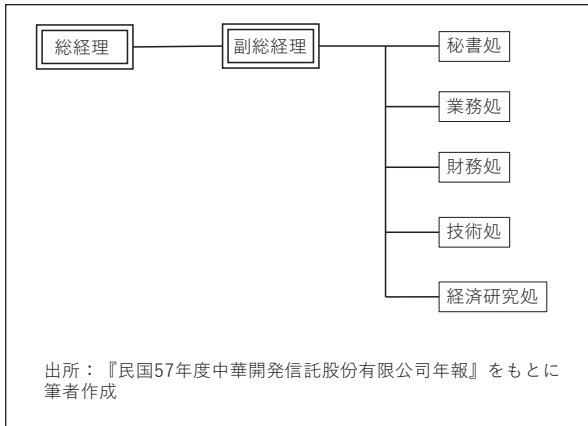 総経理
副総経理
秘書処
業務処
財務処
技術処
経済研究処
出所：『民国57年度中華開発信託股份有限公司年報』をもとに
筆者作成